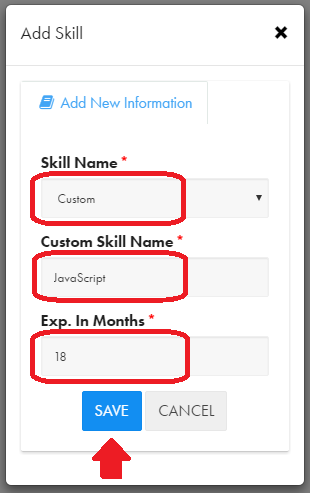 Add Skill
Add New Information
Skill Name *
Custom
Custom Skill Name *
JavaScript
Exp. In Months *
18
SAVE CANCEL